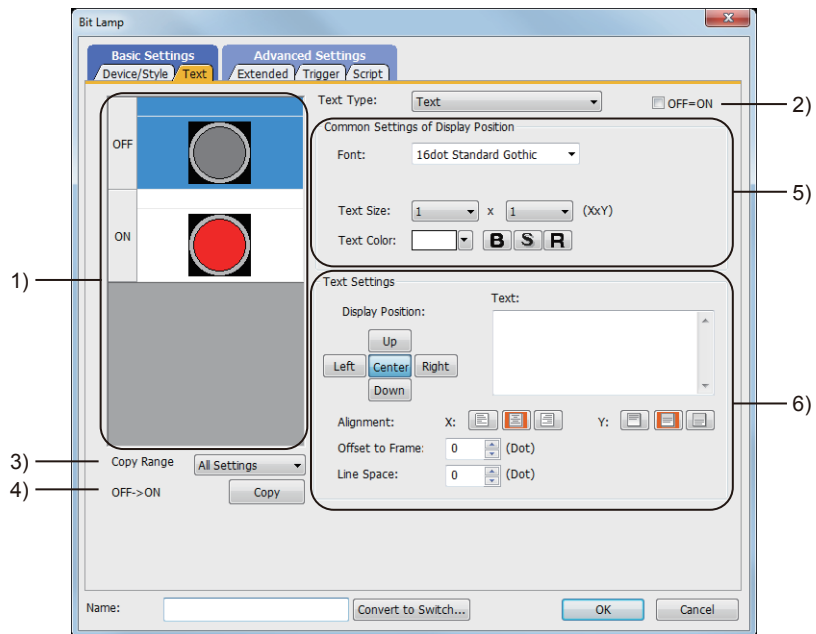 Bit Lamp
Basic Settings Advanced Settings
Device/Style Text Extended Trigger Script
Text Type: Text OFF=ON 2)
Common Settings of Display Position
OFF
Font: 16dot Standard Gothic
5)
Text Size: 1 x 1 (XxY)
ON
Text Color: B S R
1)
Text Settings
Text:
Display Position:
Up
Left Center Right
Down
6)
Alignment: X: Y:
Offset to Frame: 0 (Dot)
3) Copy Range All Settings
Line Space: 0 (Dot)
4) OFF->ON Copy
Name: Convert to Switch... OK Cancel